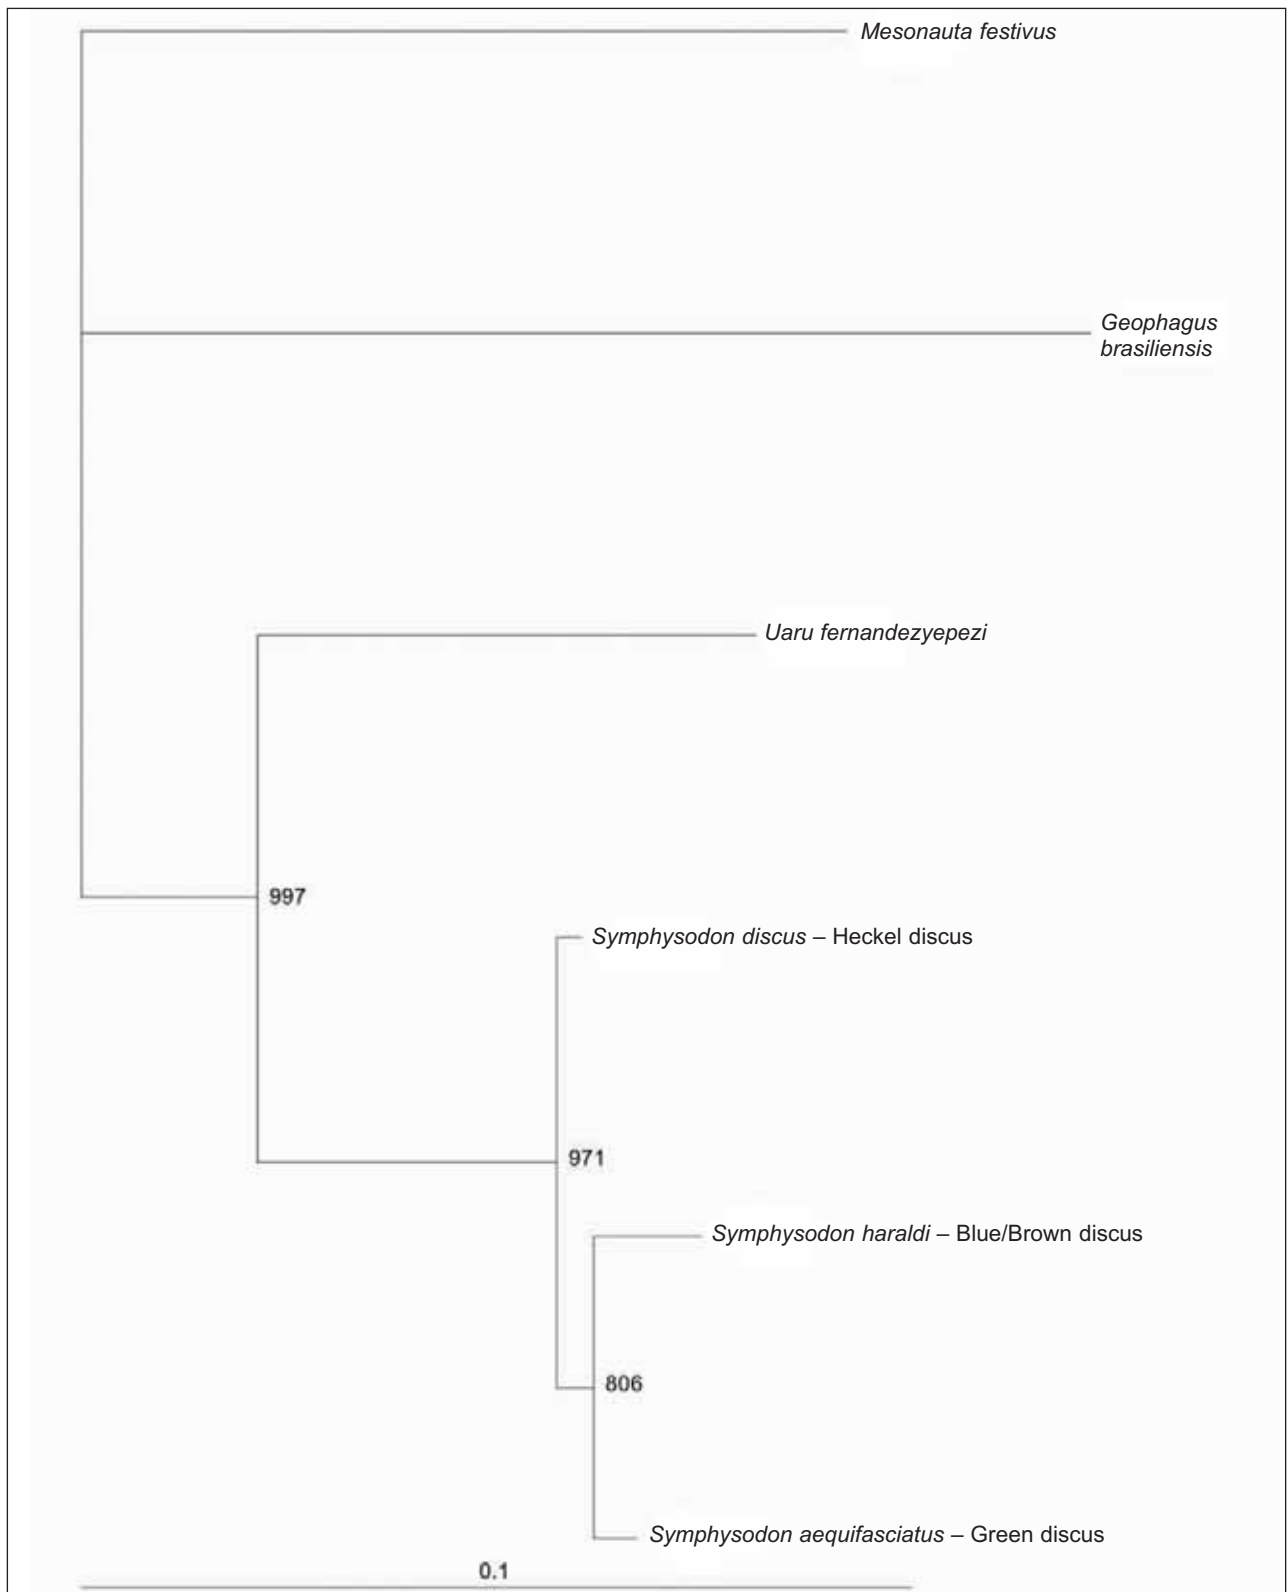 Mesonauta festivus
Geophagus
brasiliensis
Uaru fernandezyepezi
997
Symphysodon discus – Heckel discus
971
Symphysodon haraldi – Blue/Brown discus
806
Symphysodon aequifasciatus – Green discus
0.1